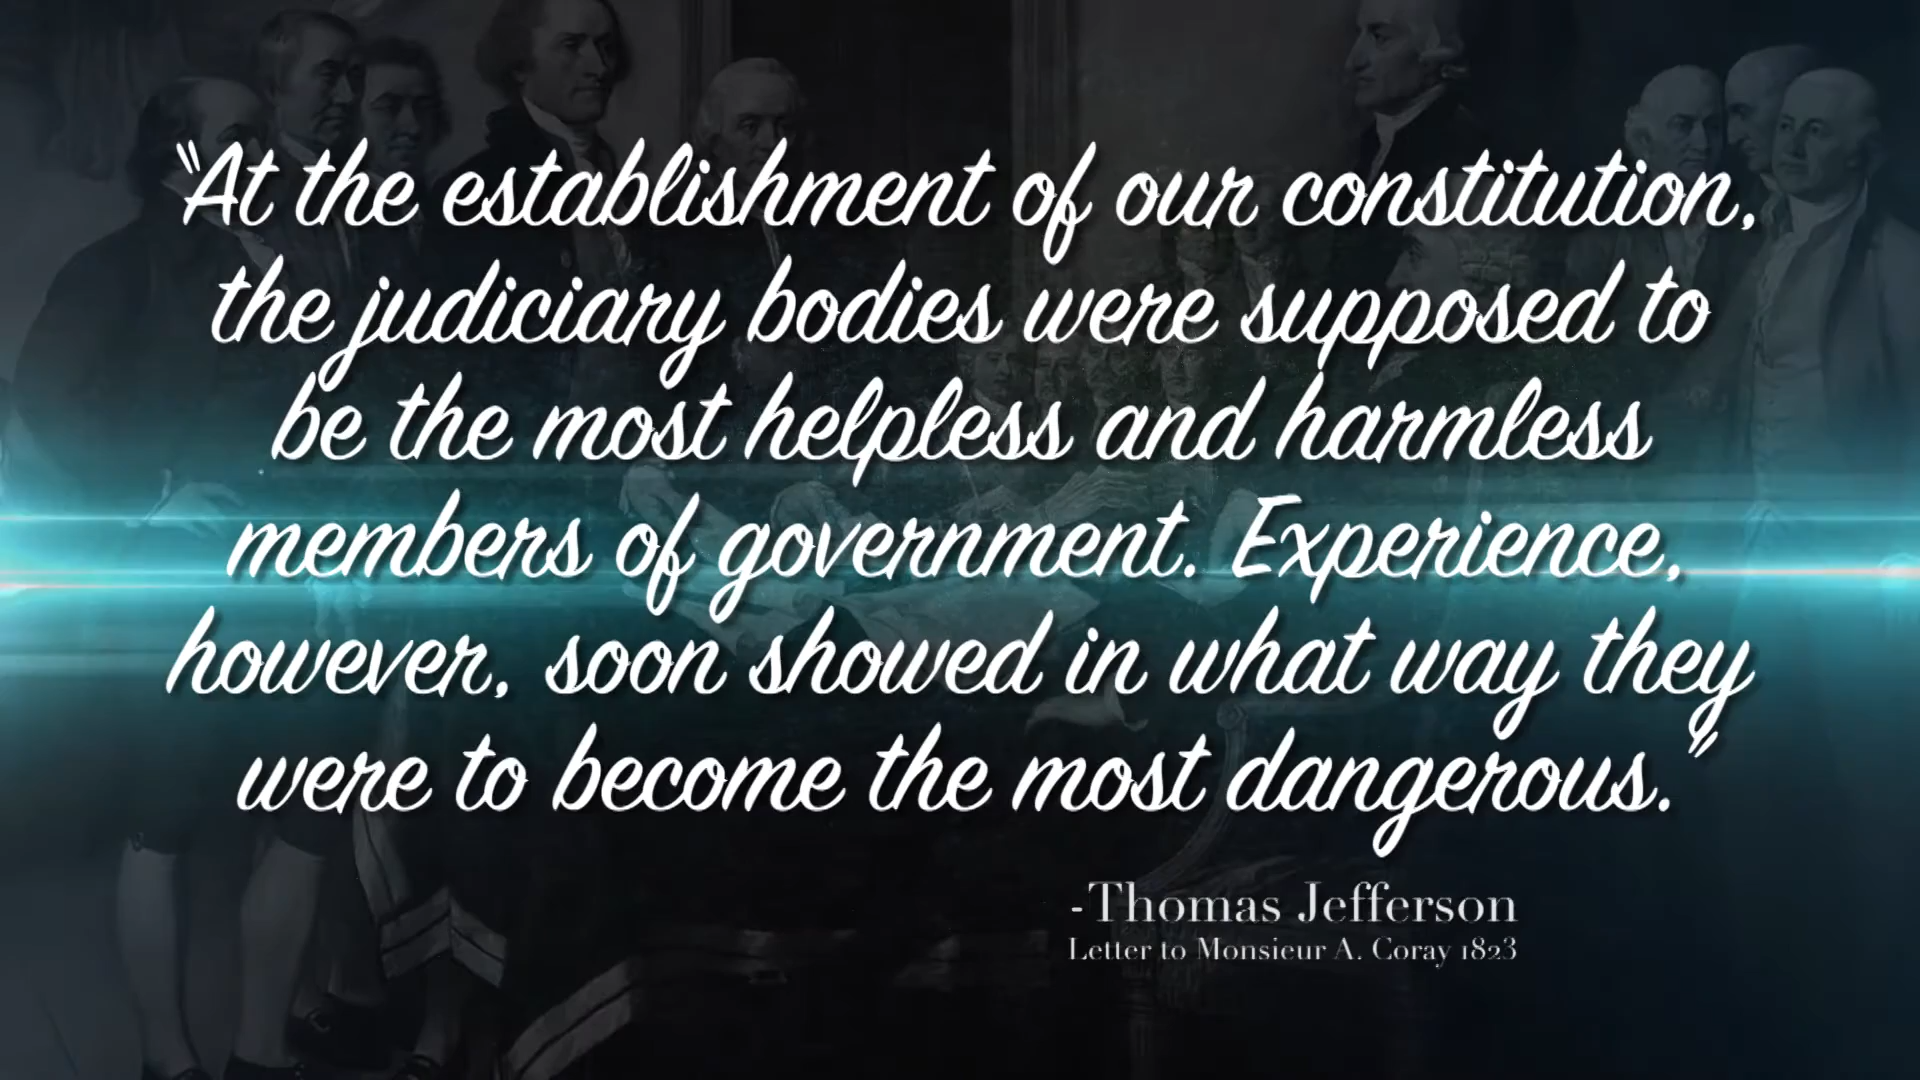 "At the establishment of our constitution,
the judiciary bodies were supposed to
be the most helpless and harmless
members of government. Experience,
however, soon showed in what way they
were to become the most dangerous."
-Thomas Jefferson
Letter to Monsieur A. Coray 1823